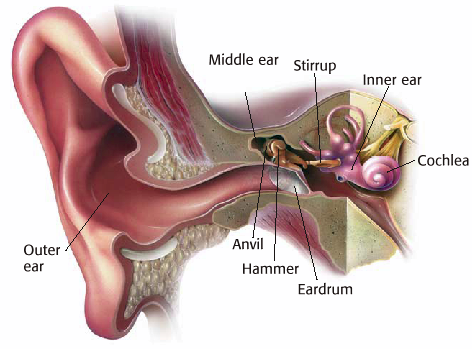 Middle ear
Stirrup
Inner ear
Cochlea
Outer
ear
Anvil
Hammer
Eardrum